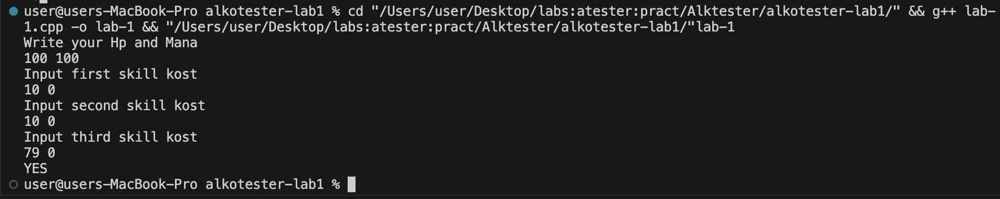 user@users-MacBook-Pro alkotester-lab1 % cd "/Users/user/Desktop/labs:atester:pract/Alktester/alkotester-lab1/" && g++ lab-
1.cpp -o lab-1 && "/Users/user/Desktop/labs:atester:pract/Alktester/alkotester-lab1/"lab-1
Write your Hp and Mana
100 100
Input first skill kost
10 0
Input second skill kost
10 0
Input third skill kost
79 0
YES
user@users-MacBook-Pro alkotester-lab1 %